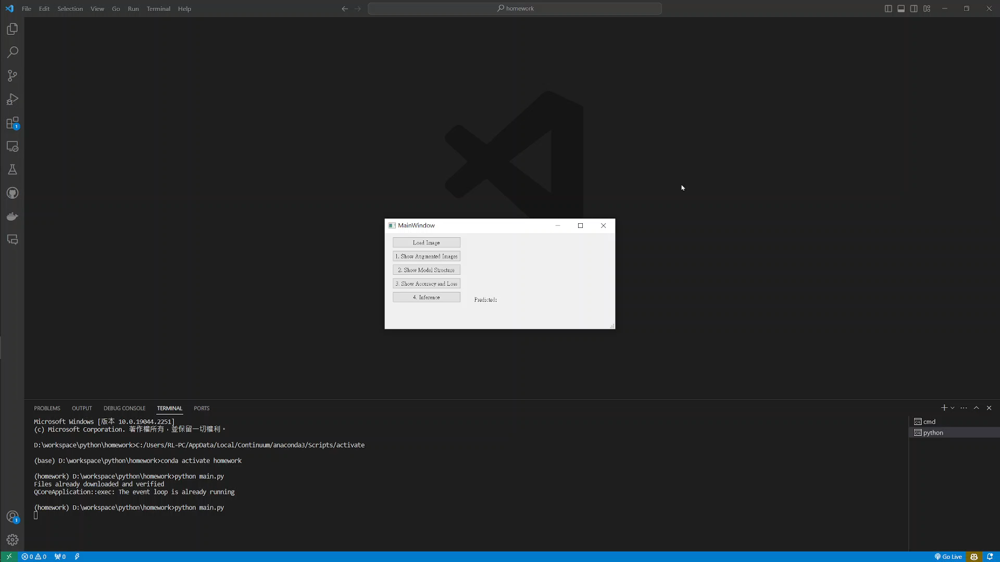 File Edit Selection View Go Run Terminal Help
homework
1
MainWindow
Load Image
1. Show Augmented Images
2. Show Model Structure
3. Show Accuracy and Loss
4. Inference
Predicted:
PROBLEMS OUTPUT DEBUG CONSOLE TERMINAL PORTS
Microsoft Windows [版本 10.0.19044.2251]
(c) Microsoft Corporation. 著作權所有，並保留一切權利。
D:\workspace\python\homework>C:/Users/RL-PC/AppData/Local/Continuum/anaconda3/Scripts/activate
(base) D:\workspace\python\homework>conda activate homework
(homework) D:\workspace\python\homework>python main.py
Files already downloaded and verified
QCoreApplication::exec: The event loop is already running
(homework) D:\workspace\python\homework>python main.py
cmd
python
1
0 0 0
Go Live